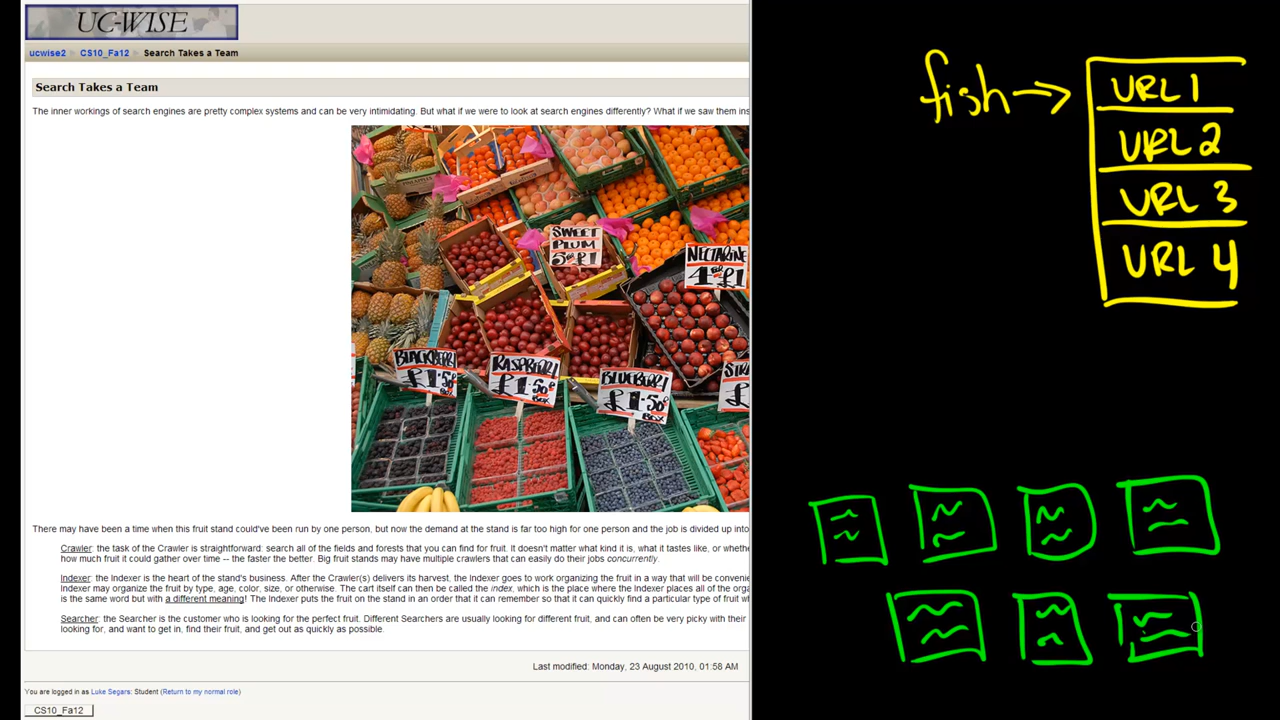 UC-WISE
ucwise2 ► CS10_Fa12 ► Search Takes a Team
Search Takes a Team
The inner workings of search engines are pretty complex systems and can be very intimidating. But what if we were to look at search engines differently? What if we saw them ins
SWEET
PLUM
5 £1
NECTARINE
4 £1
BLACKBERRI
£1·50
RASPBERRI
£1·50
BOX
BLUEBERRI
£1·50
BOX
STR
£
There may have been a time when this fruit stand could've been run by one person, but now the demand at the stand is far too high for one person and the job is divided up into
Crawler: the task of the Crawler is straightforward: search all of the fields and forests that you can find for fruit. It doesn't matter what kind it is, what it tastes like, or whethe
how much fruit it could gather over time -- the faster the better. Big fruit stands may have multiple crawlers that can easily do their jobs concurrently.
Indexer: the Indexer is the heart of the stand's business. After the Crawler(s) delivers its harvest, the Indexer goes to work organizing the fruit in a way that will be convenie
Indexer may organize the fruit by type, age, color, size, or otherwise. The cart itself can then be called the index, which is the place where the Indexer places all of the orga
is the same word but with a different meaning! The Indexer puts the fruit on the stand in an order that it can remember so that it can quickly find a particular type of fruit wh
Searcher: the Searcher is the customer who is looking for the perfect fruit. Different Searchers are usually looking for different fruit, and can often be very picky with their
looking for, and want to get in, find their fruit, and get out as quickly as possible.
Last modified: Monday, 23 August 2010, 01:58 AM
You are logged in as Luke Segars: Student (Return to my normal role)
CS10_Fa12
fish →
URL 1
URL 2
URL 3
URL 4